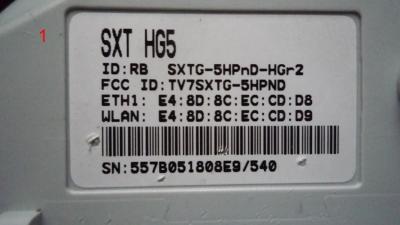 1
SXT HG5
ID:RB SXTG-5HPnD-HGr2
FCC ID:TV7SXTG-5HPND
ETH1: E4:8D:8C:EC:CD:D8
WLAN: E4:8D:8C:EC:CD:D9
SN:557B051808E9/540